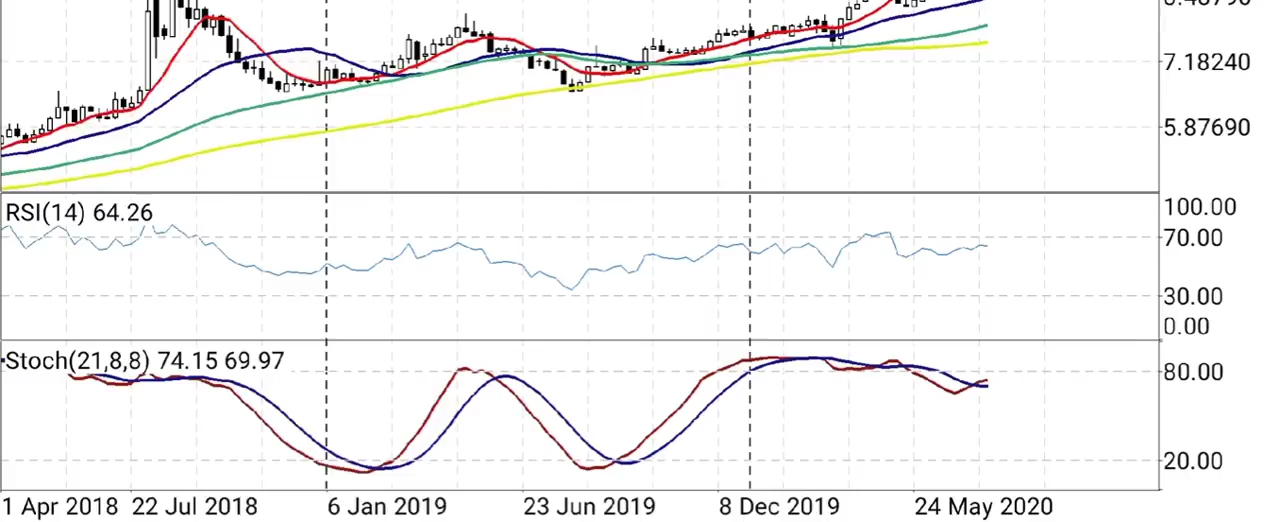 7.18240
5.87690
RSI(14) 64.26
100.00
70.00
30.00
0.00
Stoch(21,8,8) 74.15 69.97
80.00
20.00
1 Apr 2018 22 Jul 2018 6 Jan 2019 23 Jun 2019 8 Dec 2019 24 May 2020